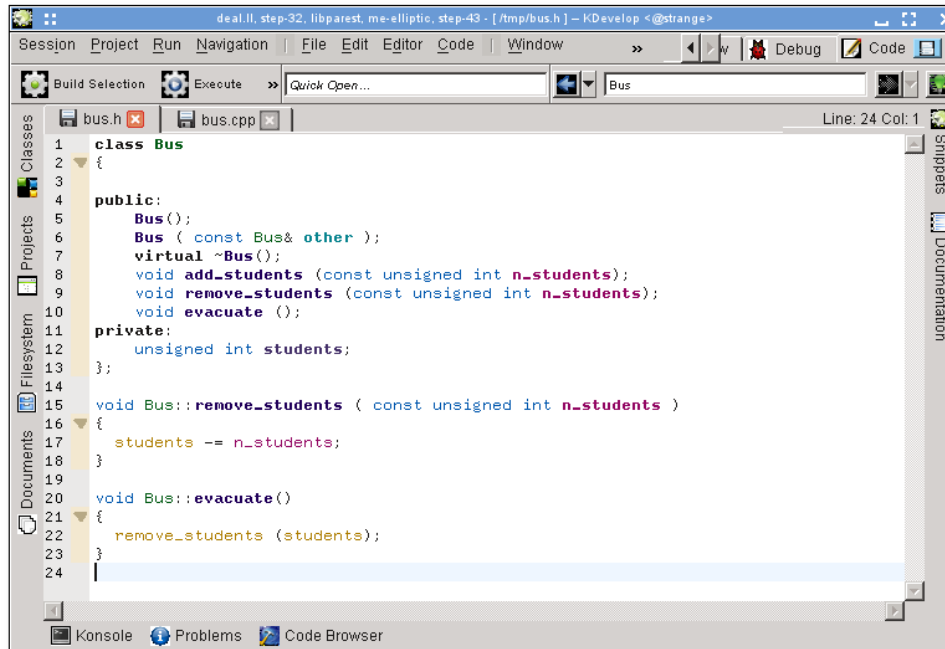 deal.II, step-32, libparest, me-elliptic, step-43 - [ /tmp/bus.h ] – KDevelop <@strange>
Session Project Run Navigation File Edit Editor Code Window » w Debug Code
Build Selection Execute » Quick Open... Bus
bus.h bus.cpp Line: 24 Col: 1
Classes
Projects
Filesystem
Documents
1 class Bus
2 {
3
4 public:
5 Bus();
6 Bus ( const Bus& other );
7 virtual ~Bus();
8 void add_students (const unsigned int n_students);
9 void remove_students (const unsigned int n_students);
10 void evacuate ();
11 private:
12 unsigned int students;
13 };
14
15 void Bus::remove_students ( const unsigned int n_students )
16 {
17 students -= n_students;
18 }
19
20 void Bus::evacuate()
21 {
22 remove_students (students);
23 }
24
Snippets
Documentation
Konsole Problems Code Browser